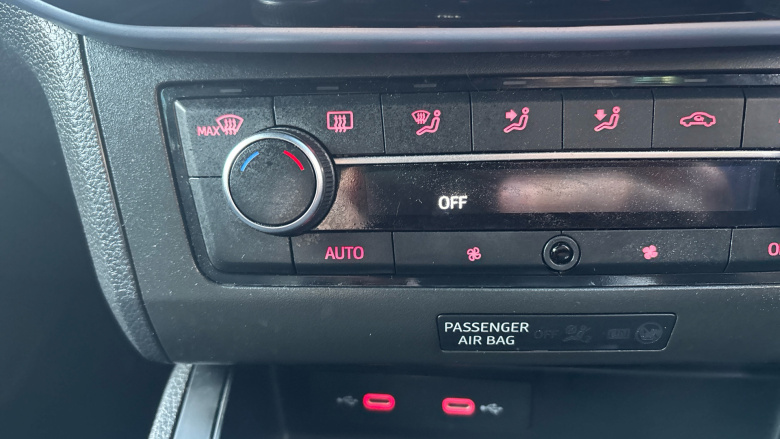 MAX
OFF
AUTO
O
PASSENGER OFF
AIR BAG